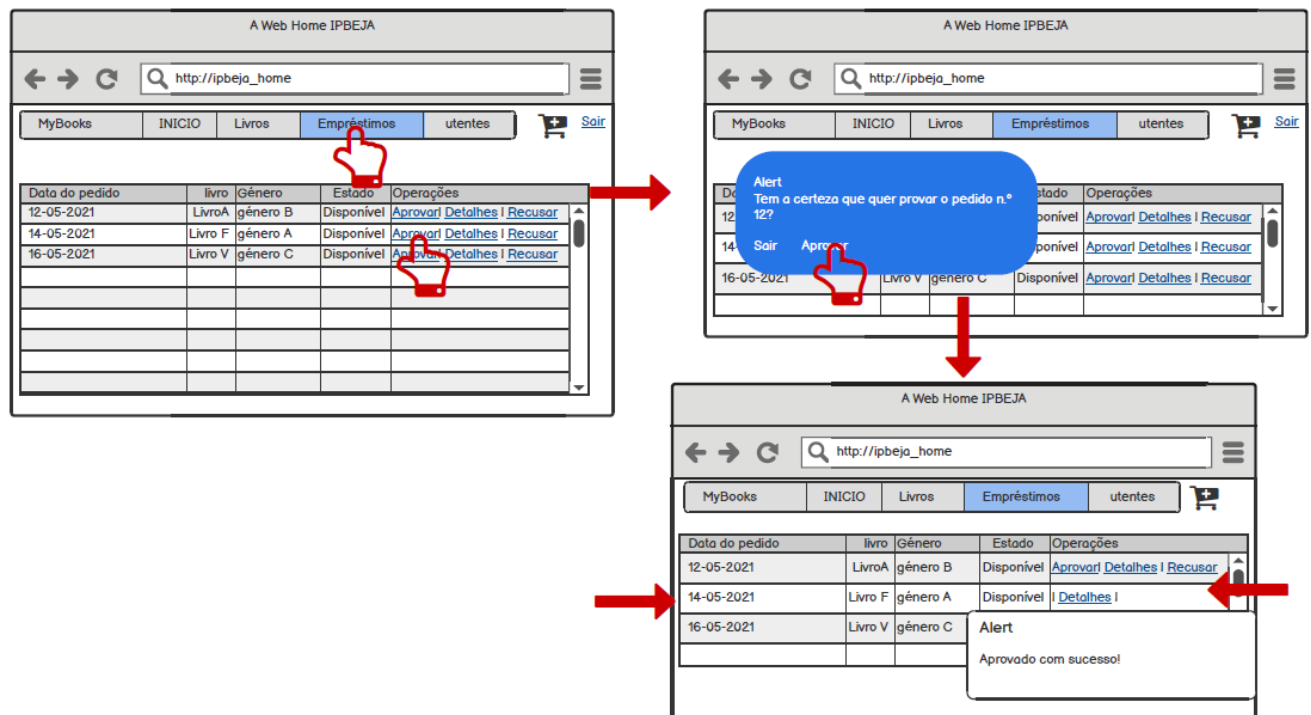 A Web Home IPBEJA
http://ipbeja_home
MyBooks INICIO Livros Empréstimos utentes Sair
Data do pedido livro Género Estado Operações
12-05-2021 LivroA género B Disponível Aprovar| Detalhes | Recusar
14-05-2021 Livro F género A Disponível Aprovar| Detalhes | Recusar
16-05-2021 Livro V género C Disponível Aprovar| Detalhes | Recusar
A Web Home IPBEJA
http://ipbeja_home
MyBooks INICIO Livros Empréstimos utentes Sair
Alert
Tem a certeza que quer provar o pedido n.º
12?
Sair Aprovar
Operações
Aprovar| Detalhes | Recusar
Aprovar| Detalhes | Recusar
16-05-2021 Livro V género C Disponível Aprovar| Detalhes | Recusar
A Web Home IPBEJA
http://ipbeja_home
MyBooks INICIO Livros Empréstimos utentes
Data do pedido livro Género Estado Operações
12-05-2021 LivroA género B Disponível Aprovar| Detalhes | Recusar
14-05-2021 Livro F género A Disponível | Detalhes |
16-05-2021 Livro V género C
Alert
Aprovado com sucesso!